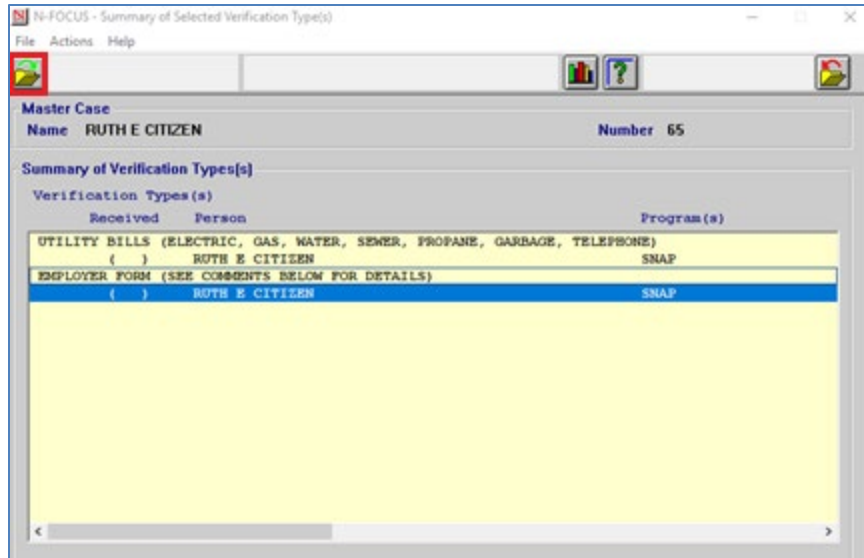 N-FOCUS - Summary of Selected Verification Type(s)
File Actions Help
Master Case
Name RUTH E CITIZEN Number 65
Summary of Verification Types(s)
Verification Types(s)
Received Person Program(s)
UTILITY BILLS (ELECTRIC, GAS, WATER, SEWER, PROPANE, GARBAGE, TELEPHONE)
( ) RUTH E CITIZEN SNAP
EMPLOYER FORM (SEE COMMENTS BELOW FOR DETAILS)
( ) RUTH E CITIZEN SNAP